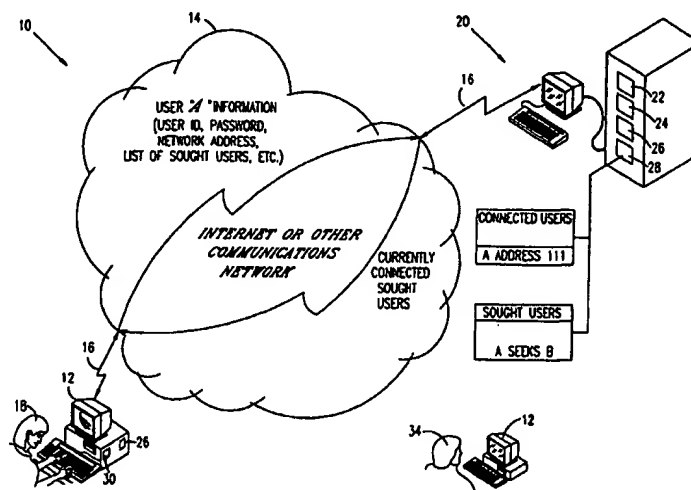 10
14
20
16
22
24
26
28
USER "A" INFORMATION
(USER ID, PASSWORD,
NETWORK ADDRESS,
LIST OF SOUGHT USERS, ETC.)
INTERNET OR OTHER
COMMUNICATIONS
NETWORK
CURRENTLY
CONNECTED
SOUGHT
USERS
CONNECTED USERS
A ADDRESS 111
SOUGHT USERS
A SEEKS B
16
12
18
26
30
34
12